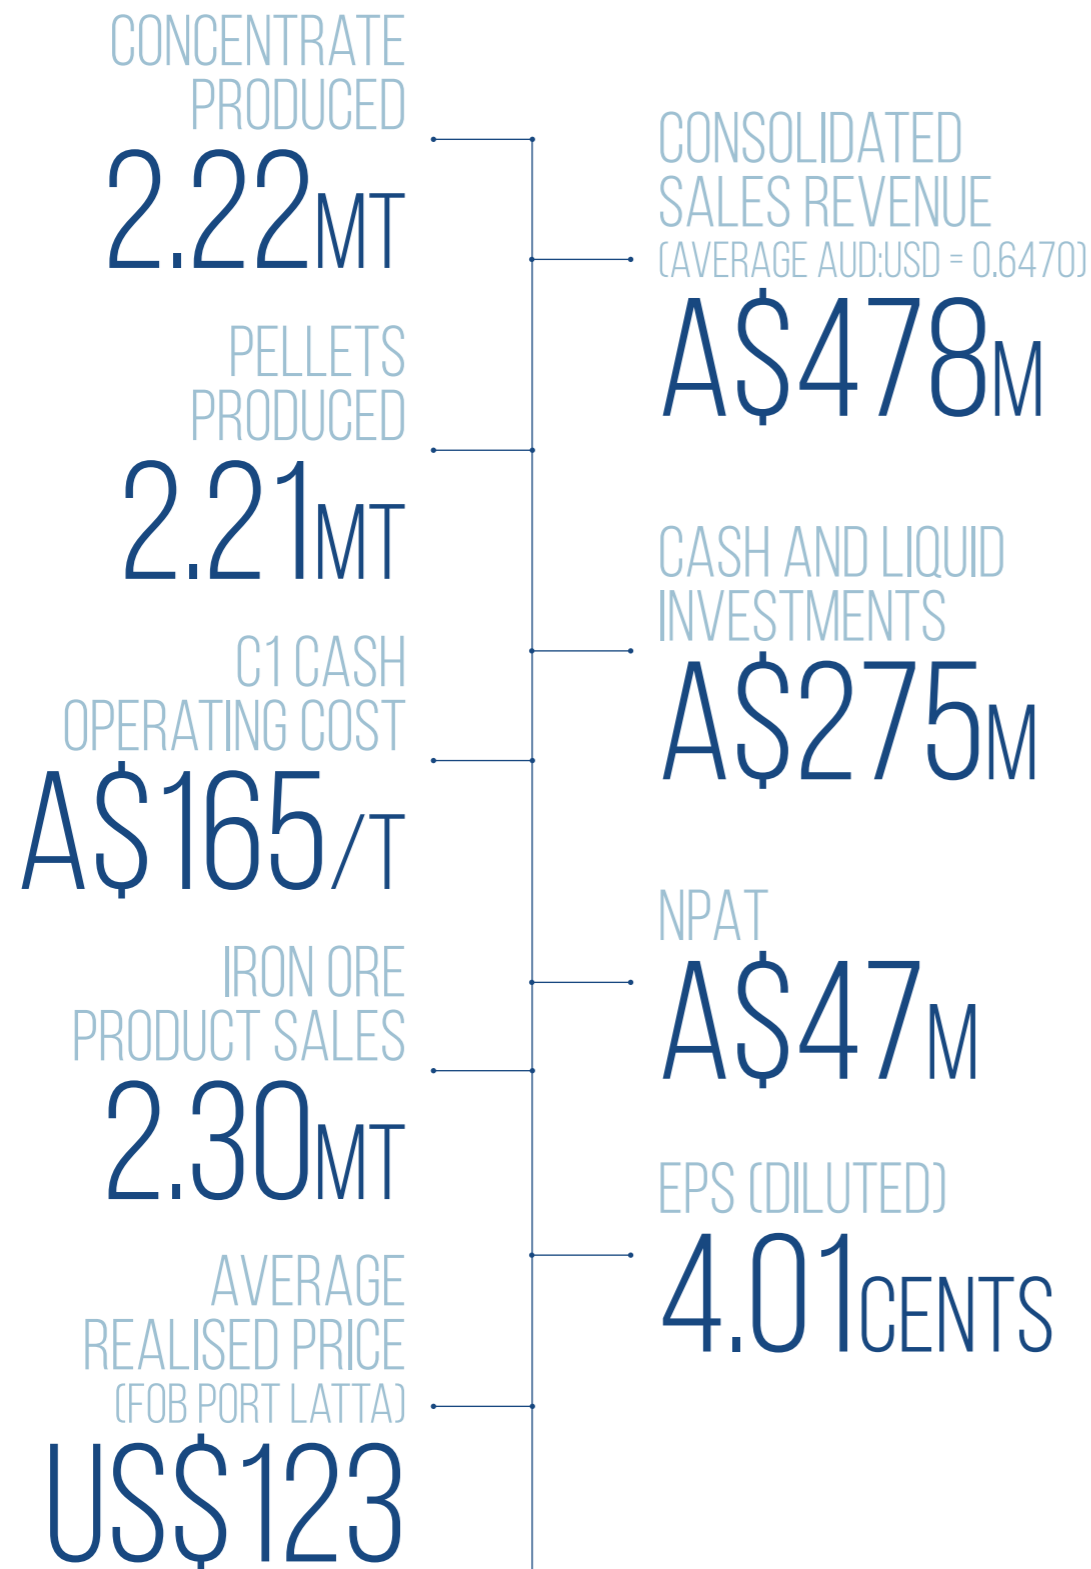 CONCENTRATE
PRODUCED
2.22MT
PELLETS
PRODUCED
2.21MT
C1 CASH
OPERATING COST
A$165/T
IRON ORE
PRODUCT SALES
2.30MT
AVERAGE
REALISED PRICE
(FOB PORT LATTA)
US$123
CONSOLIDATED
SALES REVENUE
(AVERAGE AUD:USD = 0.6470)
A$478M
CASH AND LIQUID
INVESTMENTS
A$275M
NPAT
A$47M
EPS (DILUTED)
4.01CENTS